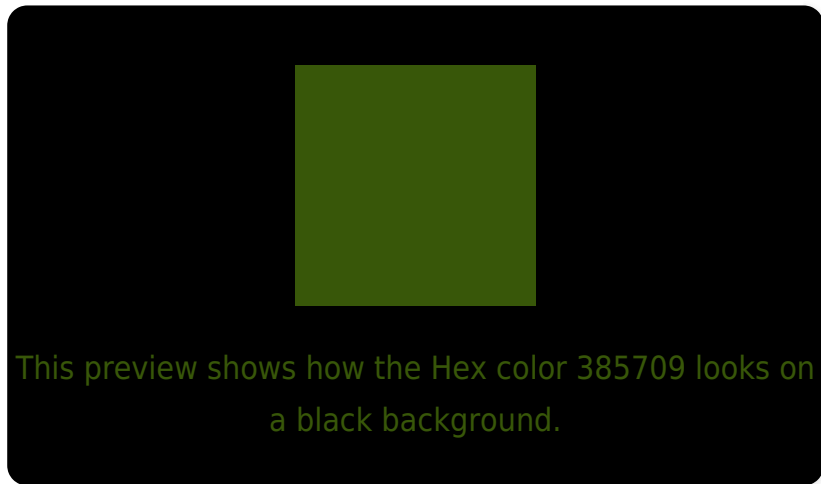 This preview shows how the Hex color 385709 looks on
a black background.